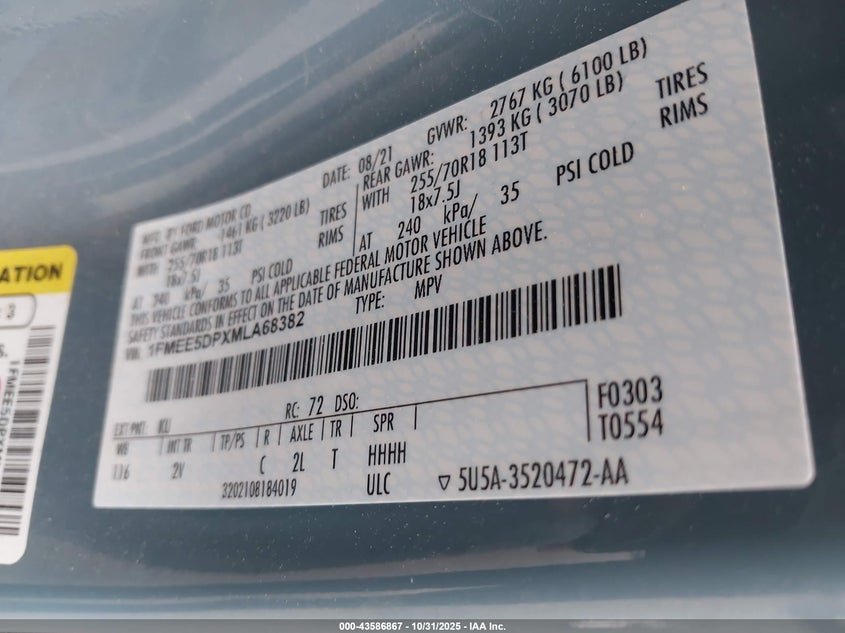 MFG. BY FORD MOTOR CO.
DATE: 08/21 GVWR: 2767 KG ( 6100 LB)
FRONT GAWR: 1461 KG ( 3220 LB) REAR GAWR: 1393 KG ( 3070 LB)
WITH 255/70R18 113T TIRES WITH 255/70R18 113T TIRES
18x7.5J RIMS 18x7.5J RIMS
AT 240 kPa/ 35 PSI COLD AT 240 kPa/ 35 PSI COLD
THIS VEHICLE CONFORMS TO ALL APPLICABLE FEDERAL MOTOR VEHICLE
SAFETY STANDARDS IN EFFECT ON THE DATE OF MANUFACTURE SHOWN ABOVE.
VIN: 1FMEE5DPXMLA68382 TYPE: MPV
RC: 72 DSO: F0303
EXT PNT: T0554
WB INT TR TP/PS R AXLE TR SPR
116 2V C 2L T HHHH
3202108184019 ULC 5U5A-3520472-AA
ATION
3
S.
000-43586867 - 10/31/2025 - IAA Inc.